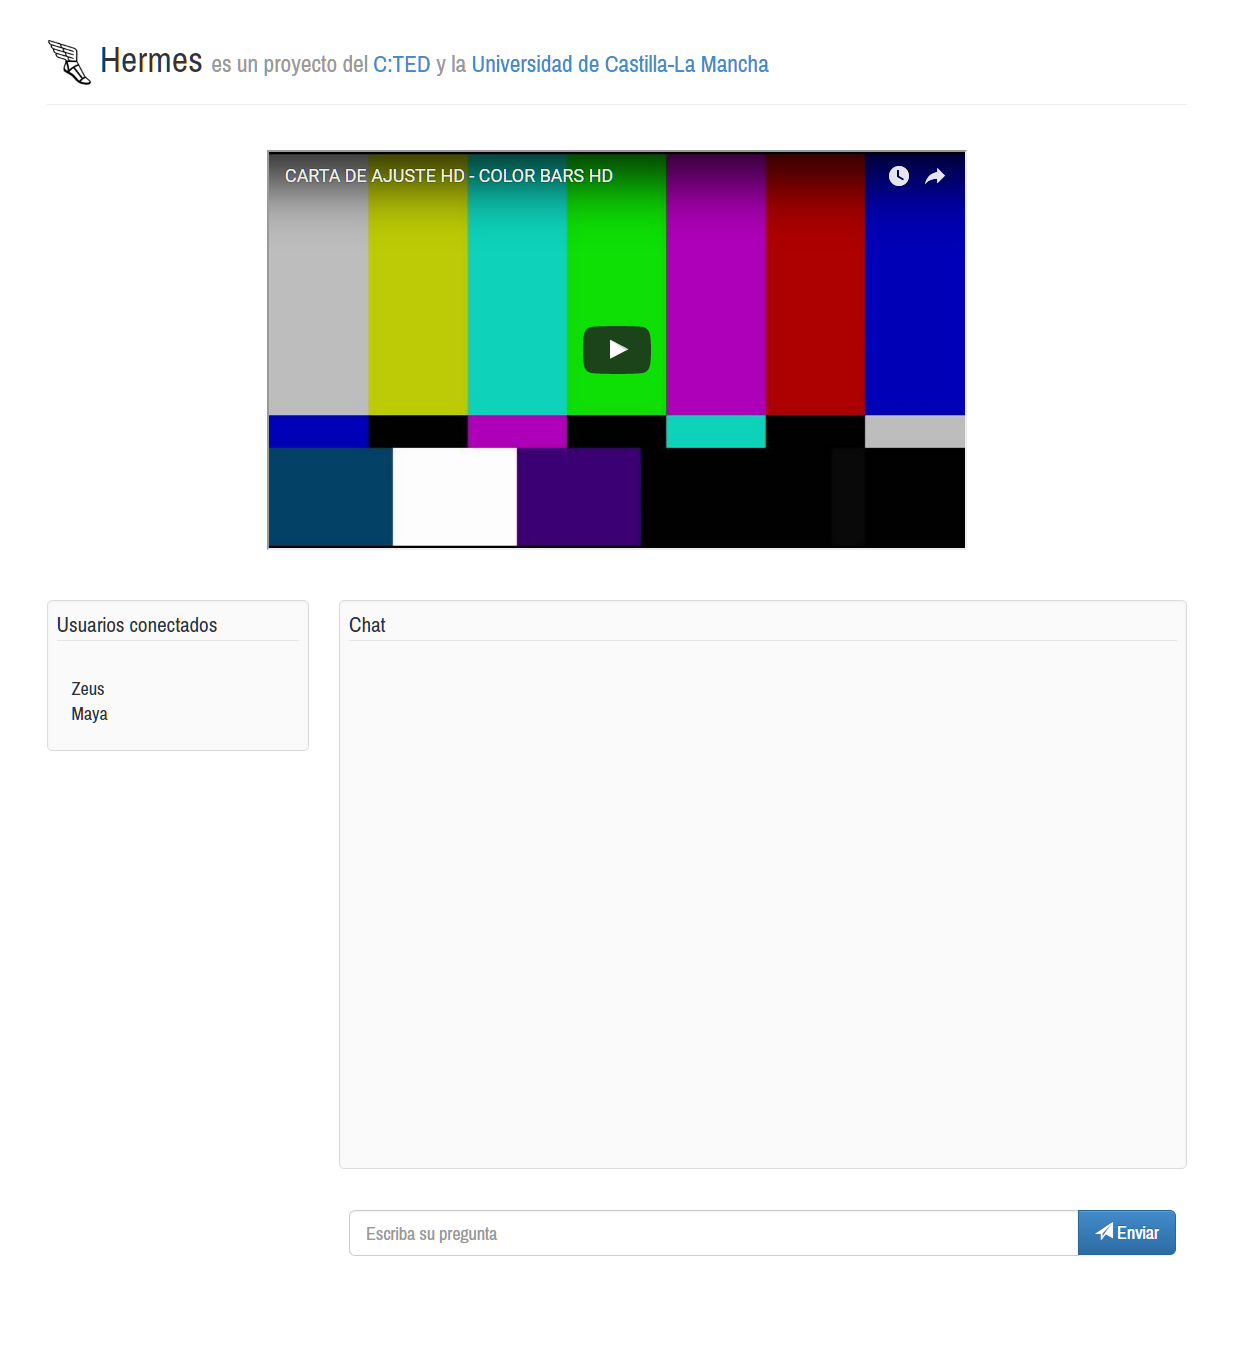 Hermes es un proyecto del C:TED y la Universidad de Castilla-La Mancha
CARTA DE AJUSTE HD - COLOR BARS HD
Usuarios conectados
Zeus
Maya
Chat
Escriba su pregunta
Enviar